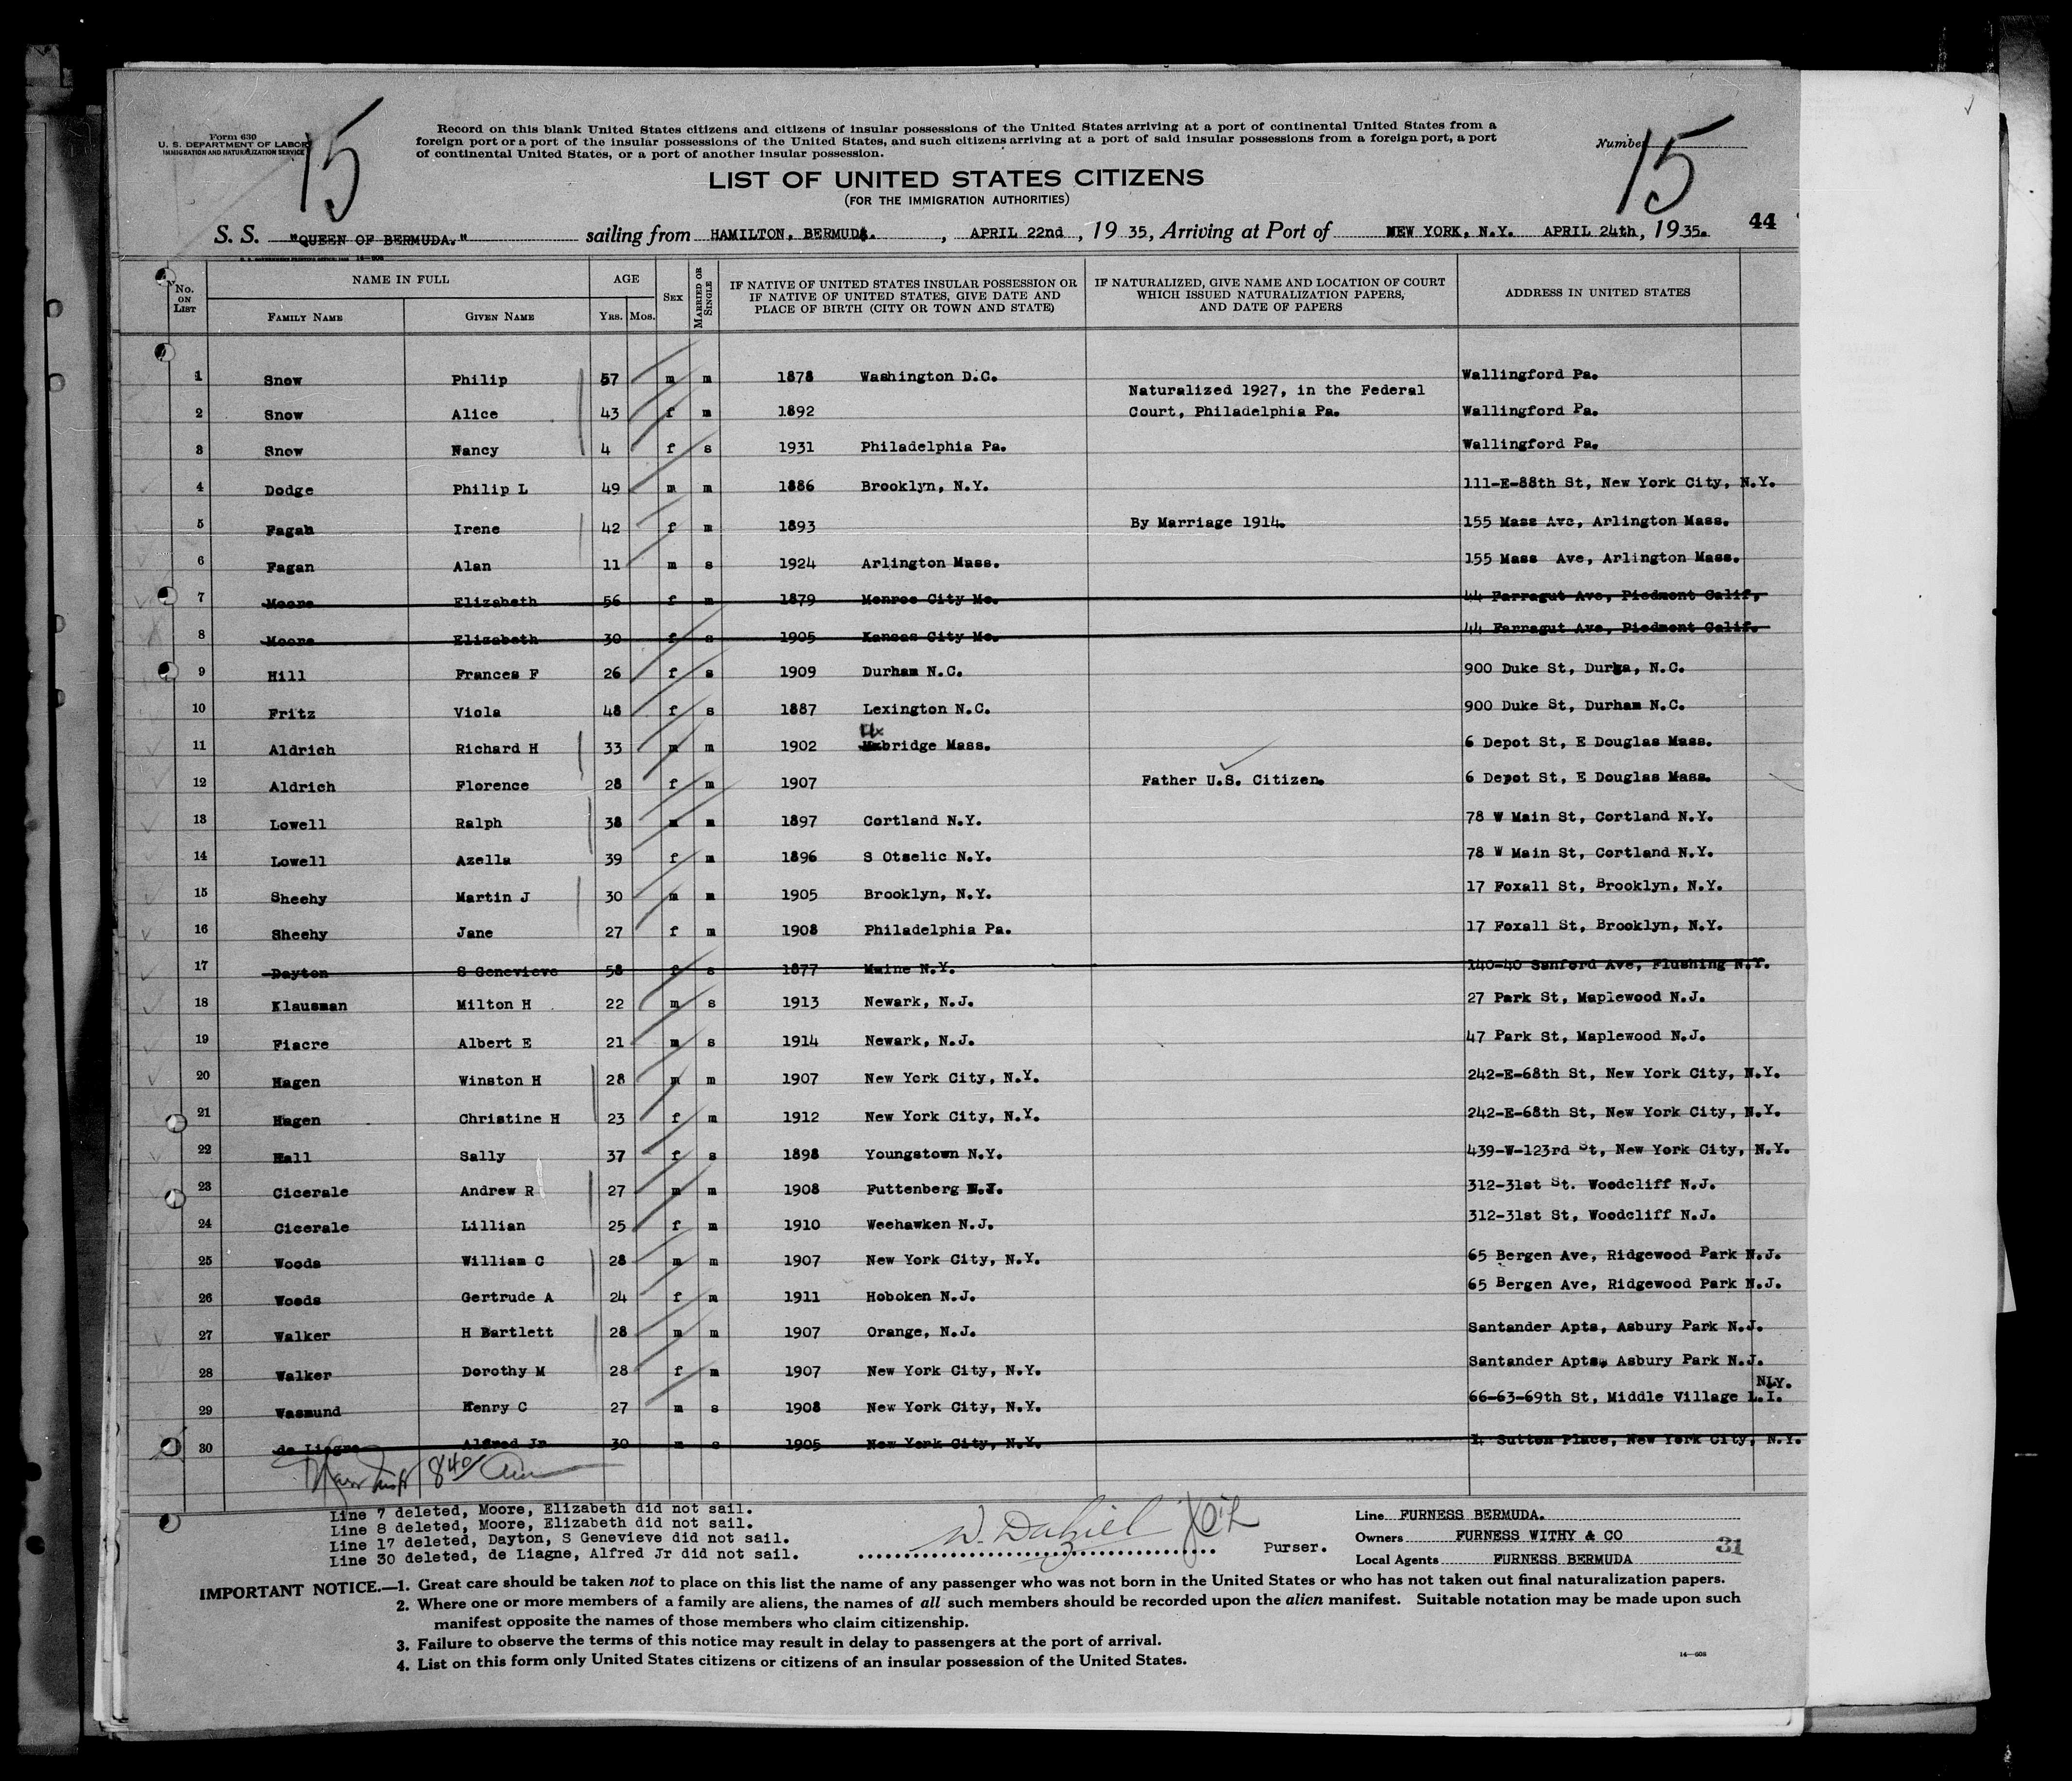 Form 630
U. S. DEPARTMENT OF LABOR
IMMIGRATION AND NATURALIZATION SERVICE
15
Record on this blank United States citizens and citizens of insular possessions of the United States arriving at a port of continental United States from a
foreign port or a port of the insular possessions of the United States, and such citizens arriving at a port of said insular possessions from a foreign port, a port
of continental United States, or a port of another insular possession.
Number 15
LIST OF UNITED STATES CITIZENS
(FOR THE IMMIGRATION AUTHORITIES)
S. S. "QUEEN OF BERMUDA." sailing from HAMILTON, BERMUDA. , APRIL 22nd , 19 35, Arriving at Port of NEW YORK, N.Y. APRIL 24th, 19 35. 44
No. ON LIST NAME IN FULL FAMILY NAME GIVEN NAME AGE YRS. MOS. SEX MARRIED OR SINGLE IF NATIVE OF UNITED STATES INSULAR POSSESSION OR IF NATIVE OF UNITED STATES, GIVE DATE AND PLACE OF BIRTH (CITY OR TOWN AND STATE) IF NATURALIZED, GIVE NAME AND LOCATION OF COURT WHICH ISSUED NATURALIZATION PAPERS, AND DATE OF PAPERS ADDRESS IN UNITED STATES
1 Snow Philip 57 m m 1878 Washington D.C. Wallingford Pa.
2 Snow Alice 43 f m 1892 Naturalized 1927, in the Federal Court, Philadelphia Pa. Wallingford Pa.
3 Snow Nancy 4 f s 1931 Philadelphia Pa. Wallingford Pa.
4 Dodge Philip L 49 m m 1886 Brooklyn, N.Y. 111-E-88th St, New York City, N.Y.
5 Fagan Irene 42 f m 1893 By Marriage 1914. 155 Mass Ave, Arlington Mass.
6 Fagan Alan 11 m s 1924 Arlington Mass. 155 Mass Ave, Arlington Mass.
7 Moore Elizabeth 56 f m 1879 Monroe City Mo. 44 Farragut Ave, Piedmont Calif,
8 Moore Elizabeth 30 f s 1905 Kansas City Mo. 44 Farragut Ave, Piedmont Calif.
9 Hill Frances F 26 f s 1909 Durham N.C. 900 Duke St, Durha, N.C.
10 Fritz Viola 48 f s 1887 Lexington N.C. 900 Duke St, Durham N.C.
11 Aldrich Richard H 33 m m 1902 Uxbridge Mass. 6 Depot St, E Douglas Mass.
12 Aldrich Florence 28 f m 1907 Father U.S. Citizen. 6 Depot St, E Douglas Mass.
13 Lowell Ralph 38 m m 1897 Cortland N.Y. 78 W Main St, Cortland N.Y.
14 Lowell Azella 39 f m 1896 S Otselic N.Y. 78 W Main St, Cortland N.Y.
15 Sheehy Martin J 30 m m 1905 Brooklyn, N.Y. 17 Foxall St, Brooklyn, N.Y.
16 Sheehy Jane 27 f m 1908 Philadelphia Pa. 17 Foxall St, Brooklyn, N.Y.
17 Dayton S Genevieve 58 f s 1877 Maine N.Y. 140-40 Sanford Ave, Flushing N.Y.
18 Klausman Milton H 22 m s 1913 Newark, N.J. 27 Park St, Maplewood N.J.
19 Fiacre Albert E 21 m s 1914 Newark, N.J. 47 Park St, Maplewood N.J.
20 Hagen Winston H 28 m m 1907 New York City, N.Y. 242-E-68th St, New York City, N.Y.
21 Hagen Christine H 23 f m 1912 New York City, N.Y. 242-E-68th St, New York City, N.Y.
22 Hall Sally 37 f s 1898 Youngstown N.Y. 439-W-123rd St, New York City, N.Y.
23 Cicerale Andrew R 27 m m 1908 Futtenberg N.J. 312-31st St. Woodcliff N.J.
24 Cicerale Lillian 25 f m 1910 Weehawken N.J. 312-31st St, Woodcliff N.J.
25 Woods William C 28 m m 1907 New York City, N.Y. 65 Bergen Ave, Ridgewood Park N.J.
26 Woods Gertrude A 24 f m 1911 Hoboken N.J. 65 Bergen Ave, Ridgewood Park N.J.
27 Walker H Bartlett 28 m m 1907 Orange, N.J. Santander Apts, Asbury Park N.J.
28 Walker Dorothy M 28 f m 1907 New York City, N.Y. Santander Apts, Asbury Park N.J.
29 Wasmund Henry C 27 m s 1908 New York City, N.Y. 66-63-69th St, Middle Village L.I. N.Y.
30 de Liagne Alfred Jr 30 m s 1905 New York City, N.Y. Sutton Place, New York City, N.Y.
840
Line 7 deleted, Moore, Elizabeth did not sail.
Line 8 deleted, Moore, Elizabeth did not sail.
Line 17 deleted, Dayton, S Genevieve did not sail.
Line 30 deleted, de Liagne, Alfred Jr did not sail.
Purser.
Line FURNESS BERMUDA.
Owners FURNESS WITHY & CO
Local Agents FURNESS BERMUDA
31
IMPORTANT NOTICE.—1. Great care should be taken not to place on this list the name of any passenger who was not born in the United States or who has not taken out final naturalization papers.
2. Where one or more members of a family are aliens, the names of all such members should be recorded upon the alien manifest. Suitable notation may be made upon such
manifest opposite the names of those members who claim citizenship.
3. Failure to observe the terms of this notice may result in delay to passengers at the port of arrival.
4. List on this form only United States citizens or citizens of an insular possession of the United States.
14—608